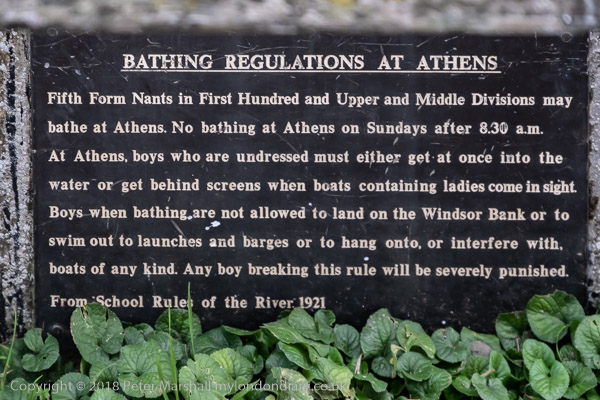 BATHING REGULATIONS AT ATHENS
Fifth Form Nants in First Hundred and Upper and Middle Divisions may
bathe at Athens. No bathing at Athens on Sundays after 8.30 a.m.
At Athens, boys who are undressed must either get at once into the
water or get behind screens when boats containing ladies come in sight.
Boys when bathing are not allowed to land on the Windsor Bank or to
swim out to launches and barges or to hang onto, or interfere with,
boats of any kind. Any boy breaking this rule will be severely punished.
From School Rules of the River 1921
Copyright © 2018 Peter Marshall mylondondiary.co.uk